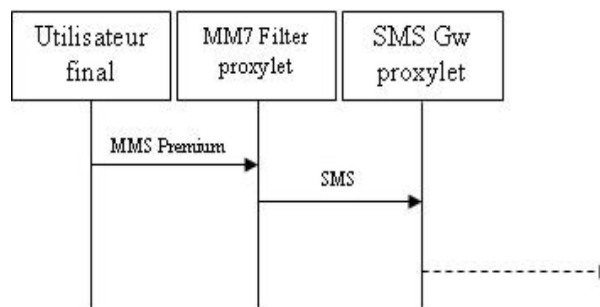 Utilisateur
final
MM7 Filter
proxylet
SMS Gw
proxylet
MMS Premium
SMS